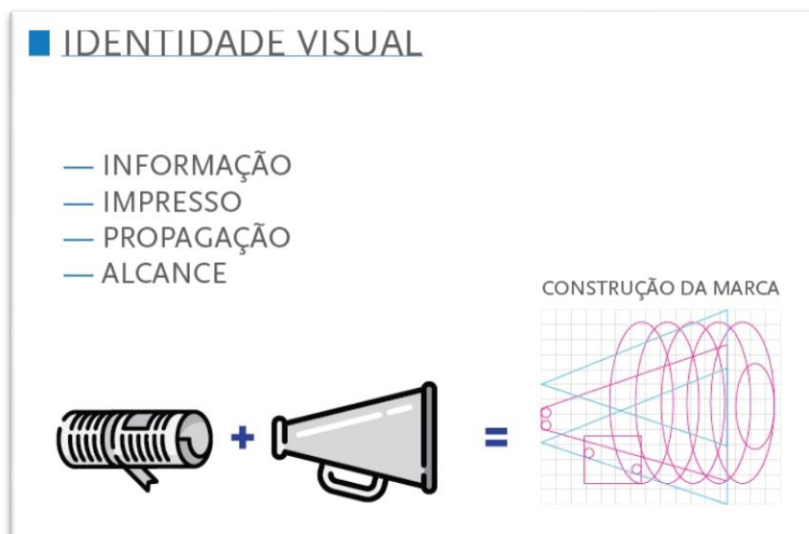 IDENTIDADE VISUAL
— INFORMAÇÃO
— IMPRESSO
— PROPAGAÇÃO
— ALCANCE
CONSTRUÇÃO DA MARCA
+
=